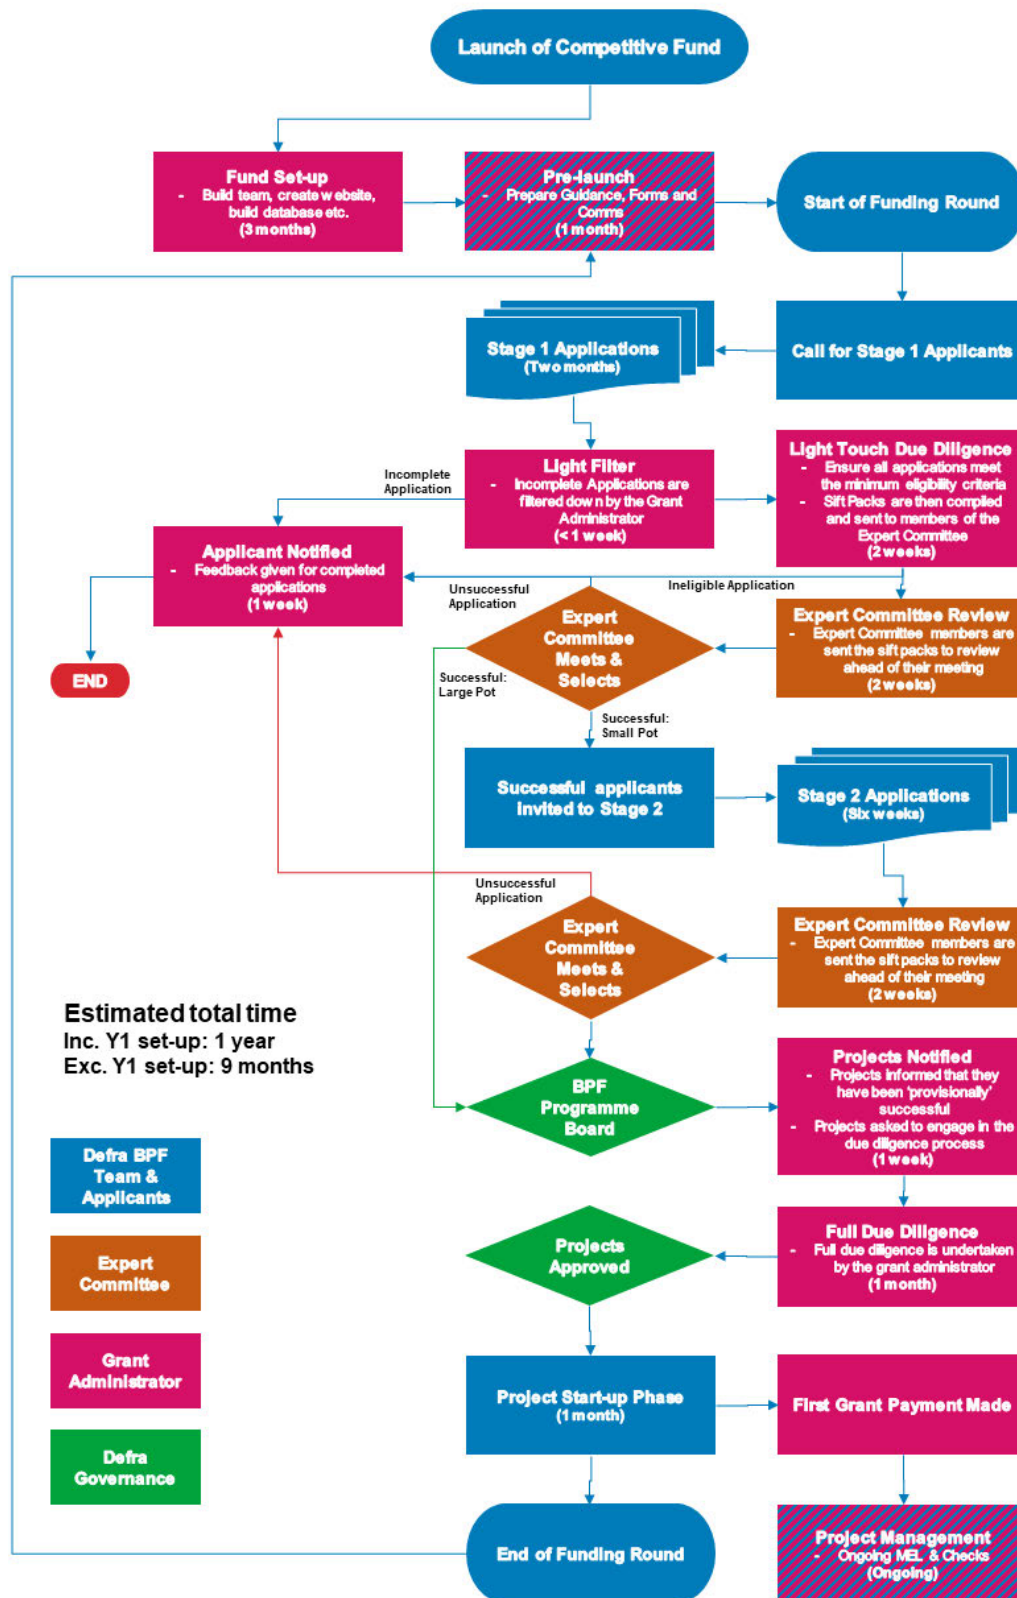 Launch of Competitive Fund
Fund Set-up
- Build team, create website,
build database etc.
(3 months)
Pre-launch
- Prepare Guidance, Forms and
Comms
(1 month)
Start of Funding Round
Stage 1 Applications
(Two months)
Call for Stage 1 Applicants
Incomplete
Application
Light Filter
- Incomplete Applications are
filtered down by the Grant
Administrator
(< 1 week)
Light Touch Due Diligence
- Ensure all applications meet
the minimum eligibility criteria
- Sift Packs are then compiled
and sent to members of the
Expert Committee
(2 weeks)
Applicant Notified
- Feedback given for completed
applications
(1 week)
Unsuccessful
Application
Ineligible Application
END
Expert
Committee
Meets &
Selects
Expert Committee Review
- Expert Committee members are
sent the sift packs to review
ahead of their meeting
(2 weeks)
Successful:
Large Pot
Successful:
Small Pot
Successful applicants
invited to Stage 2
Stage 2 Applications
(Six weeks)
Unsuccessful
Application
Expert
Committee
Meets &
Selects
Expert Committee Review
- Expert Committee members are
sent the sift packs to review
ahead of their meeting
(2 weeks)
Estimated total time
Inc. Y1 set-up: 1 year
Exc. Y1 set-up: 9 months
BPF
Programme
Board
Projects Notified
- Projects informed that they
have been 'provisionally'
successful
- Projects asked to engage in the
due diligence process
(1 week)
Defra BPF
Team &
Applicants
Projects
Approved
Full Due Diligence
- Full due diligence is undertaken
by the grant administrator
(1 month)
Expert
Committee
Grant
Administrator
Project Start-up Phase
(1 month)
First Grant Payment Made
Defra
Governance
End of Funding Round
Project Management
- Ongoing MEL & Checks
(Ongoing)